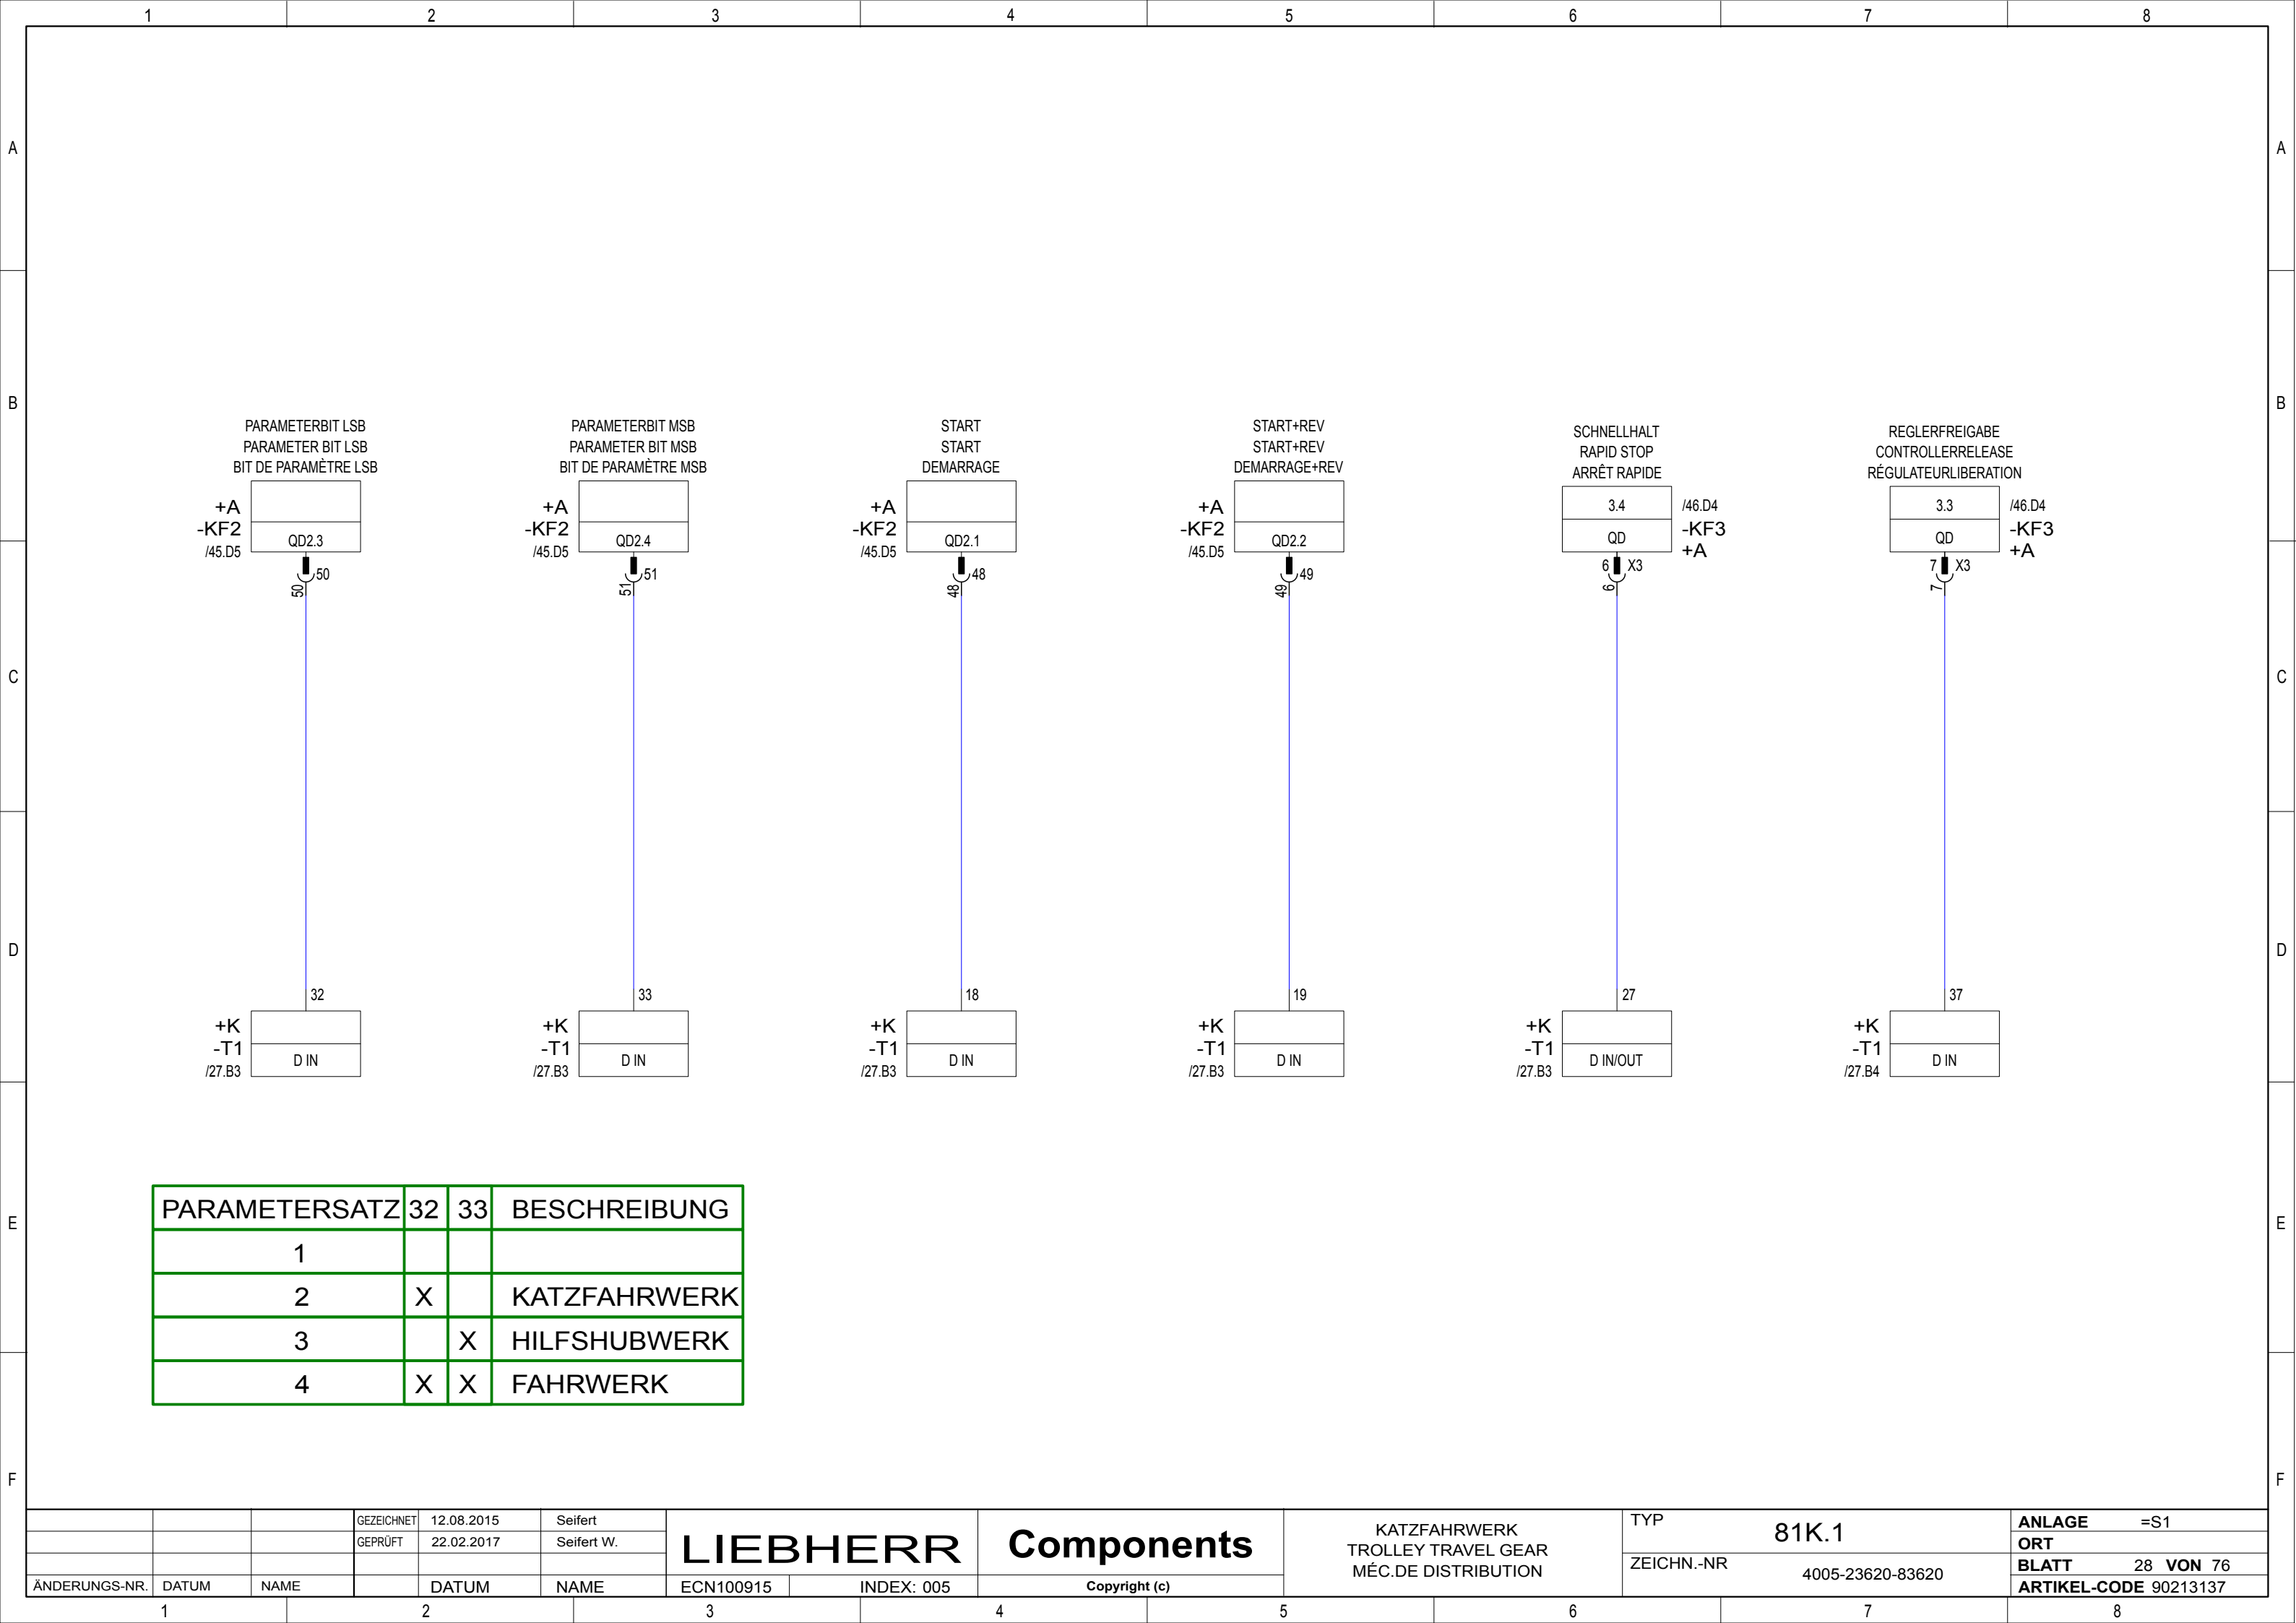 1 2 3 4 5 6 7 8
A A
B B
C C
D D
E E
F F
PARAMETERBIT LSB
PARAMETER BIT LSB
BIT DE PARAMÈTRE LSB
+A
-KF2
/45.D5
QD2.3
50
50
PARAMETERBIT MSB
PARAMETER BIT MSB
BIT DE PARAMÈTRE MSB
+A
-KF2
/45.D5
QD2.4
51
51
START
START
DEMARRAGE
+A
-KF2
/45.D5
QD2.1
48
48
START+REV
START+REV
DEMARRAGE+REV
+A
-KF2
/45.D5
QD2.2
49
49
SCHNELLHALT
RAPID STOP
ARRÊT RAPIDE
3.4 /46.D4
QD -KF3
+A
6 X3
6
REGLERFREIGABE
CONTROLLERRELEASE
RÉGULATEURLIBERATION
3.3 /46.D4
QD -KF3
+A
7 X3
7
32
+K
-T1
/27.B3
D IN
33
+K
-T1
/27.B3
D IN
18
+K
-T1
/27.B3
D IN
19
+K
-T1
/27.B3
D IN
27
+K
-T1
/27.B3
D IN/OUT
37
+K
-T1
/27.B4
D IN
PARAMETERSATZ 32 33 BESCHREIBUNG
1
2 X KATZFAHRWERK
3 X HILFSHUBWERK
4 X X FAHRWERK
GEZEICHNET 12.08.2015 Seifert
GEPRÜFT 22.02.2017 Seifert W.
ÄNDERUNGS-NR. DATUM NAME DATUM NAME
LIEBHERR
ECN100915 INDEX: 005
Components
Copyright (c)
KATZFAHRWERK
TROLLEY TRAVEL GEAR
MÉC.DE DISTRIBUTION
TYP 81K.1
ZEICHN.-NR 4005-23620-83620
ANLAGE =S1
ORT
BLATT 28 VON 76
ARTIKEL-CODE 90213137
1 2 3 4 5 6 7 8